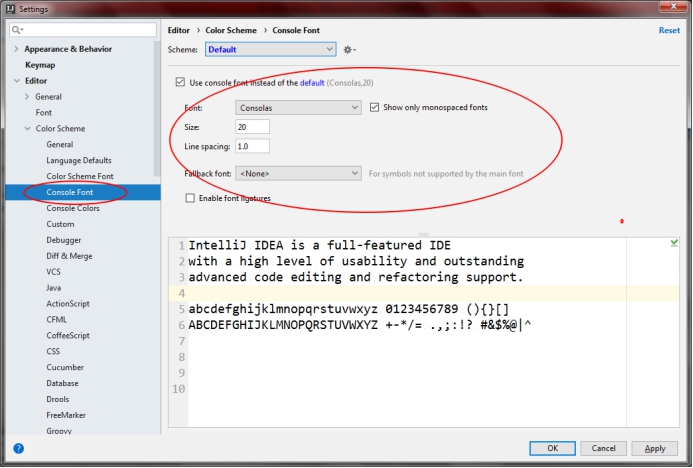 Settings
Editor › Color Scheme › Console Font
Reset
Scheme: Default
Appearance & Behavior
Keymap
Editor
General
Font
Color Scheme
General
Language Defaults
Color Scheme Font
Console Font
Console Colors
Custom
Debugger
Diff & Merge
VCS
Java
ActionScript
CFML
CoffeeScript
CSS
Cucumber
Database
Drools
FreeMarker
Groovy
Use console font instead of the default (Consolas,20)
Font: Consolas
Show only monospaced fonts
Size: 20
Line spacing: 1.0
Fallback font: <None>
For symbols not supported by the main font
Enable font ligatures
1 IntelliJ IDEA is a full-featured IDE
2 with a high level of usability and outstanding
3 advanced code editing and refactoring support.
4
5 abcdefghijklmnopqrstuvwxyz 0123456789 (){}[]
6 ABCDEFGHIJKLMNOPQRSTUVWXYZ +-*/= .,;:!? #&$%@|^
7
8
9
10
?
OK
Cancel
Apply